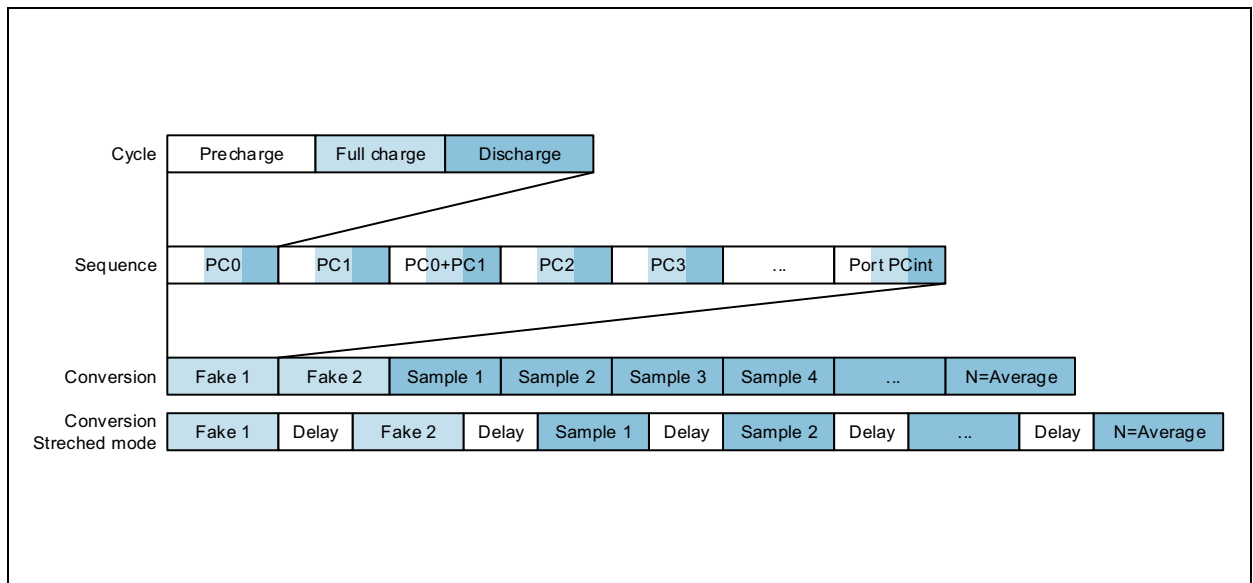 Cycle Precharge Full charge Discharge
Sequence PC0 PC1 PC0+PC1 PC2 PC3 ... Port PCint
Conversion Fake 1 Fake 2 Sample 1 Sample 2 Sample 3 Sample 4 ... N=Average
Conversion
Streched mode Fake 1 Delay Fake 2 Delay Sample 1 Delay Sample 2 Delay ... Delay N=Average